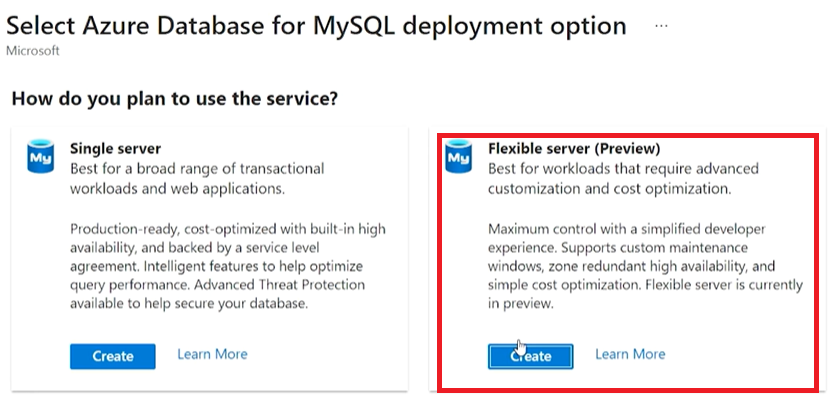 Select Azure Database for MySQL deployment option ...
Microsoft
How do you plan to use the service?
My
Single server
Best for a broad range of transactional
workloads and web applications.
Production-ready, cost-optimized with built-in high
availability, and backed by a service level
agreement. Intelligent features to help optimize
query performance. Advanced Threat Protection
available to help secure your database.
Create
Learn More
My
Flexible server (Preview)
Best for workloads that require advanced
customization and cost optimization.
Maximum control with a simplified developer
experience. Supports custom maintenance
windows, zone redundant high availability, and
simple cost optimization. Flexible server is currently
in preview.
Create
Learn More